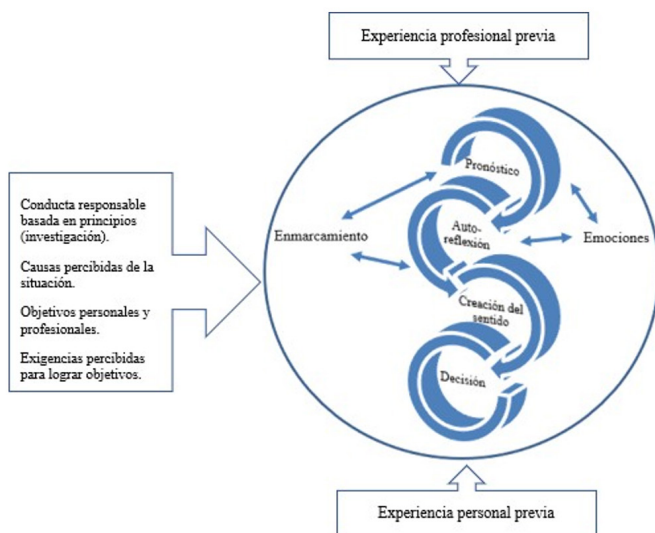 Experiencia profesional previa
Conducta responsable
basada en principios
(investigación).
Causas percibidas de la
situación.
Objetivos personales y
profesionales.
Exigencias percibidas
para lograr objetivos.
Enmarcamiento
Pronóstico
Auto-
reflexión
Emociones
Creación del
sentido
Decisión
Experiencia personal previa